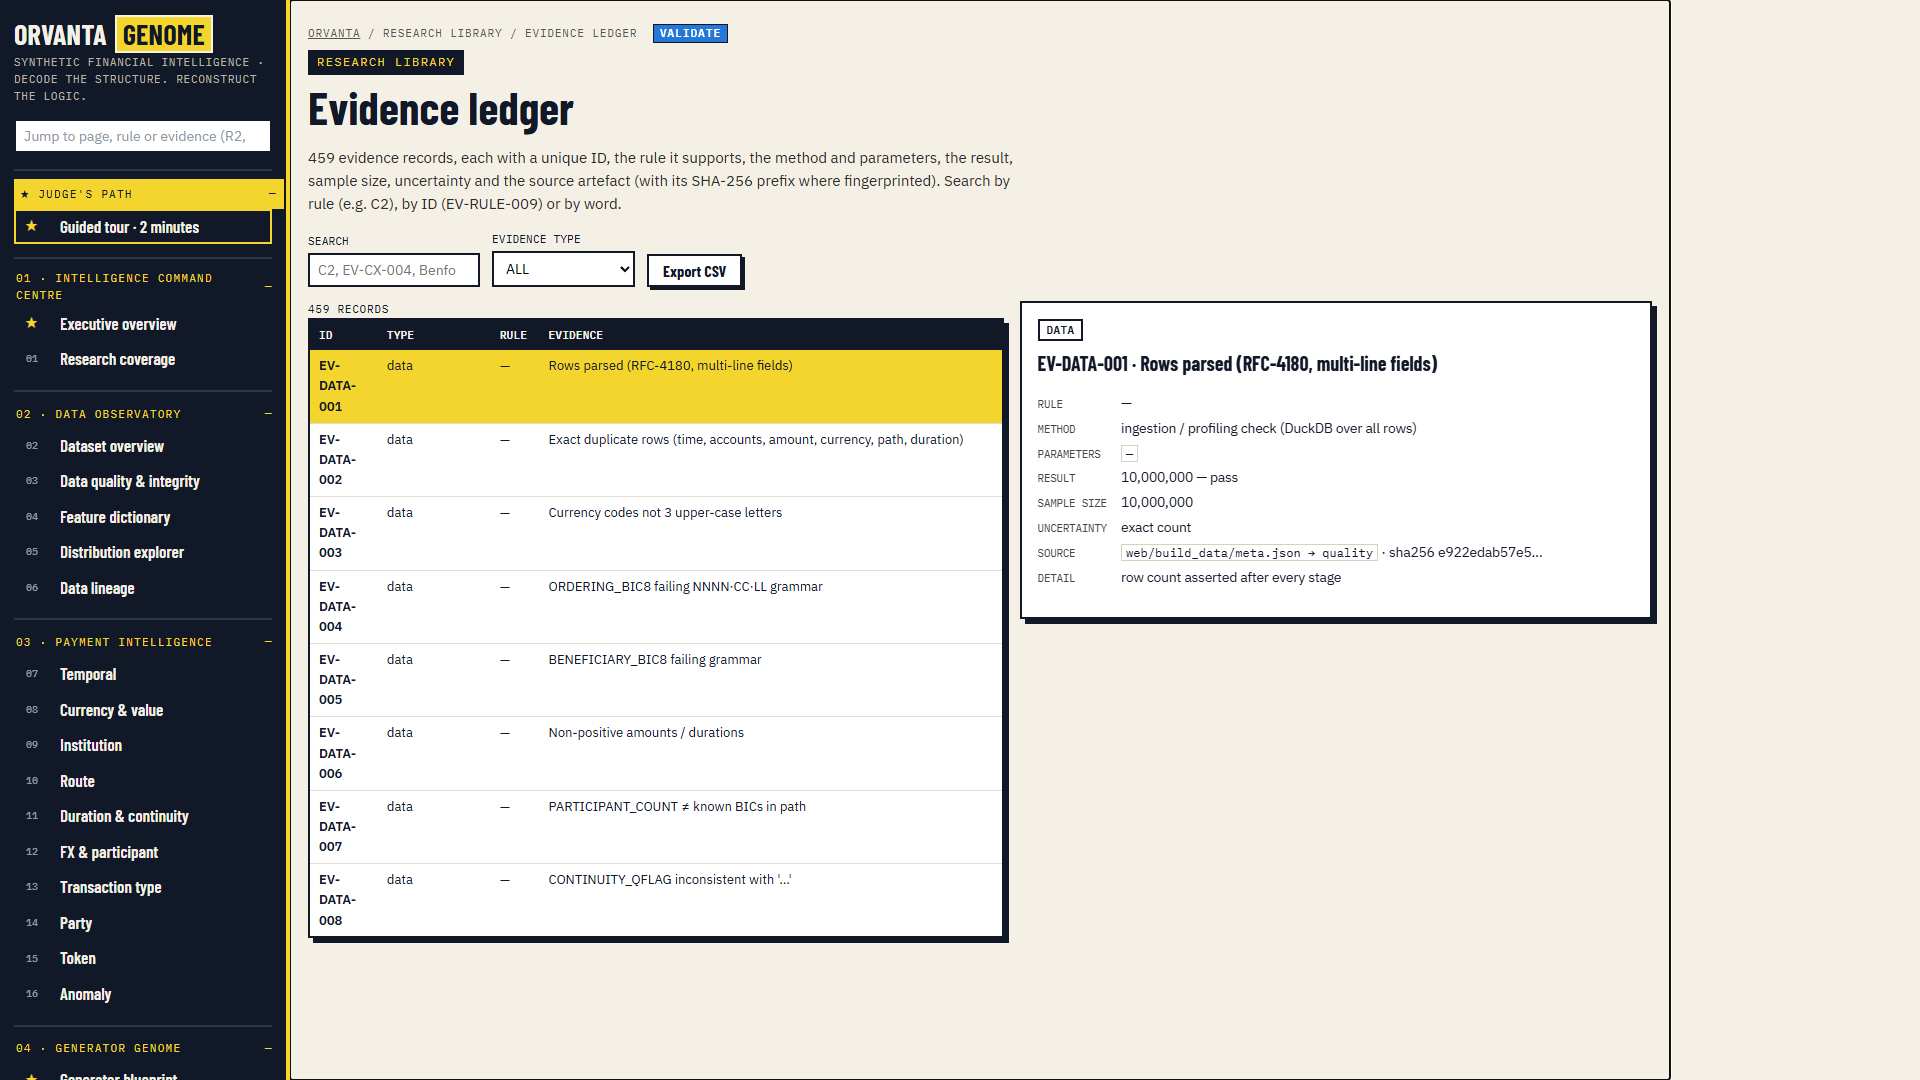 ORVANTA GENOME
SYNTHETIC FINANCIAL INTELLIGENCE ·
DECODE THE STRUCTURE. RECONSTRUCT
THE LOGIC.
Jump to page, rule or evidence (R2,
★ JUDGE'S PATH —
★ Guided tour · 2 minutes
01 · INTELLIGENCE COMMAND
CENTRE —
★ Executive overview
01 Research coverage
02 · DATA OBSERVATORY —
02 Dataset overview
03 Data quality & integrity
04 Feature dictionary
05 Distribution explorer
06 Data lineage
03 · PAYMENT INTELLIGENCE —
07 Temporal
08 Currency & value
09 Institution
10 Route
11 Duration & continuity
12 FX & participant
13 Transaction type
14 Party
15 Token
16 Anomaly
04 · GENERATOR GENOME —
★ Generator blueprint
ORVANTA / RESEARCH LIBRARY / EVIDENCE LEDGER VALIDATE
RESEARCH LIBRARY
Evidence ledger
459 evidence records, each with a unique ID, the rule it supports, the method and parameters, the result,
sample size, uncertainty and the source artefact (with its SHA-256 prefix where fingerprinted). Search by
rule (e.g. C2), by ID (EV-RULE-009) or by word.
SEARCH
C2, EV-CX-004, Benfo
EVIDENCE TYPE
ALL
Export CSV
459 RECORDS
ID TYPE RULE EVIDENCE
EV-DATA-001 data — Rows parsed (RFC-4180, multi-line fields)
EV-DATA-002 data — Exact duplicate rows (time, accounts, amount, currency, path, duration)
EV-DATA-003 data — Currency codes not 3 upper-case letters
EV-DATA-004 data — ORDERING_BIC8 failing NNNN·CC·LL grammar
EV-DATA-005 data — BENEFICIARY_BIC8 failing grammar
EV-DATA-006 data — Non-positive amounts / durations
EV-DATA-007 data — PARTICIPANT_COUNT ≠ known BICs in path
EV-DATA-008 data — CONTINUITY_QFLAG inconsistent with '...'
DATA
EV-DATA-001 · Rows parsed (RFC-4180, multi-line fields)
RULE —
METHOD ingestion / profiling check (DuckDB over all rows)
PARAMETERS —
RESULT 10,000,000 — pass
SAMPLE SIZE 10,000,000
UNCERTAINTY exact count
SOURCE web/build_data/meta.json → quality · sha256 e922edab57e5…
DETAIL row count asserted after every stage